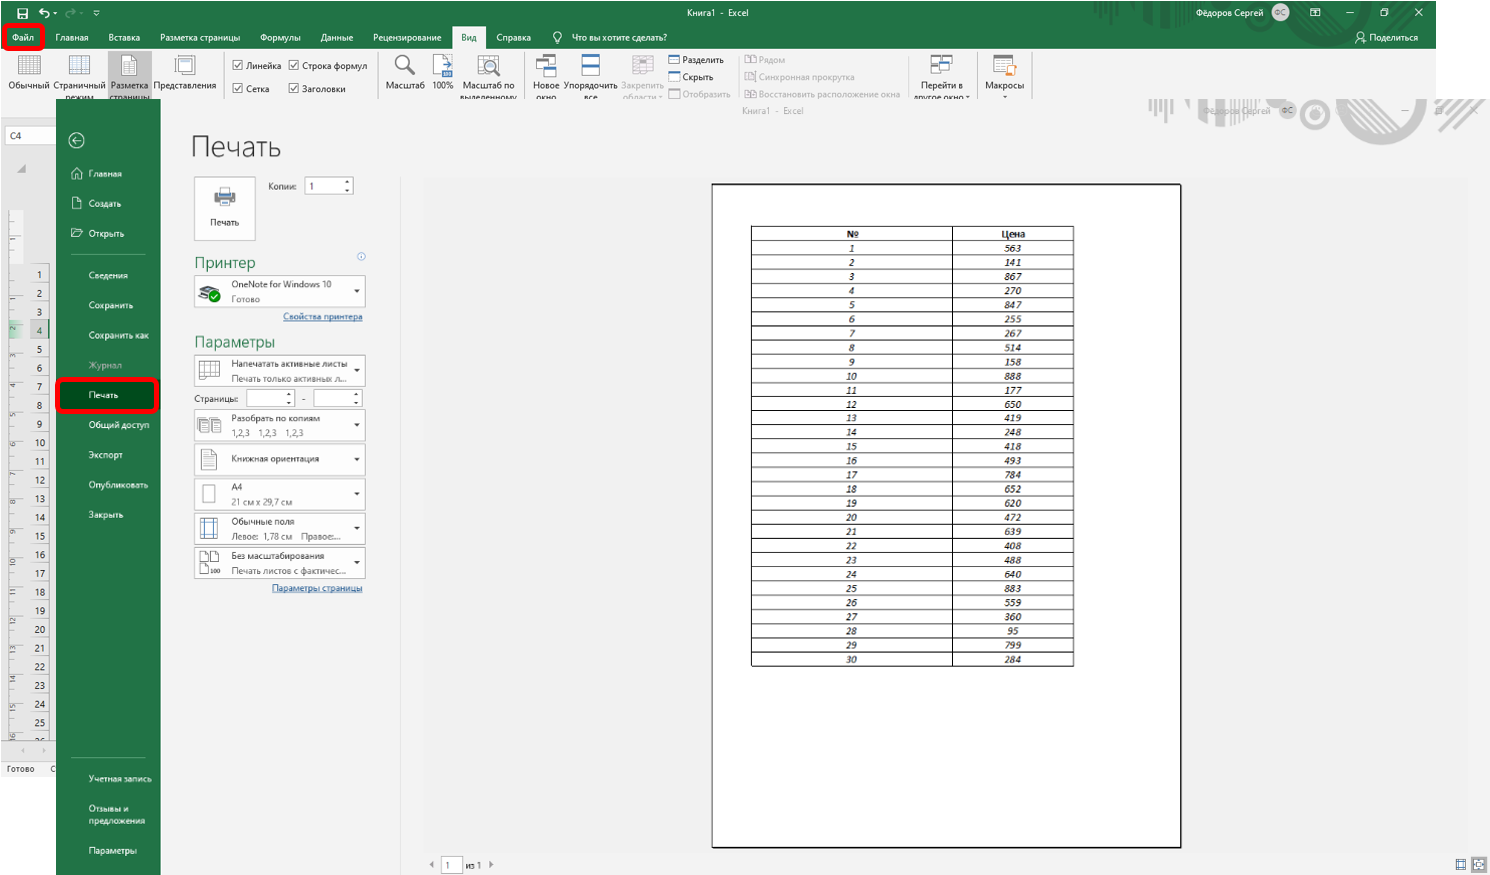 Книга1 - Excel
Фёдоров Сергей ФС
Файл Главная Вставка Разметка страницы Формулы Данные Рецензирование Вид Справка Что вы хотите сделать? Поделиться
Обычный Страничный режим Разметка страницы Представления
Линейка Строка формул
Сетка Заголовки
Масштаб 100% Масштаб по выделенному
Новое окно Упорядочить все Закрепить области
Разделить
Скрыть
Отобразить
Рядом
Синхронная прокрутка
Восстановить расположение окна
Перейти в другое окно Макросы
Книга1 - Excel
Фёдоров Сергей ФС
C4
1
2
3
4
5
6
7
8
9
10
11
12
13
14
15
16
17
18
19
20
21
22
23
24
25
Готово
Главная
Создать
Открыть
Сведения
Сохранить
Сохранить как
Журнал
Печать
Общий доступ
Экспорт
Опубликовать
Закрыть
Учетная запись
Отзывы и
предложения
Параметры
Печать
Печать
Копии: 1
Принтер
OneNote for Windows 10
Готово
Свойства принтера
Параметры
Напечатать активные листы
Печать только активных л...
Страницы: -
Разобрать по копиям
1,2,3 1,2,3 1,2,3
Книжная ориентация
A4
21 см x 29,7 см
Обычные поля
Левое: 1,78 см Правое:...
Без масштабирования
Печать листов с фактичес...
100
Параметры страницы
№ Цена
1 563
2 141
3 867
4 270
5 847
6 255
7 267
8 514
9 158
10 888
11 177
12 650
13 419
14 248
15 418
16 493
17 784
18 652
19 620
20 472
21 639
22 408
23 488
24 640
25 883
26 559
27 360
28 95
29 799
30 284
1 из 1